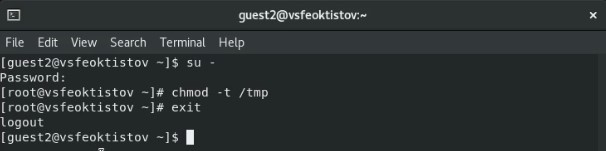 guest2@vsfeoktistov:~
×
File Edit View Search Terminal Help
[guest2@vsfeoktistov ~]$ su -
Password:
[root@vsfeoktistov ~]# chmod -t /tmp
[root@vsfeoktistov ~]# exit
logout
[guest2@vsfeoktistov ~]$